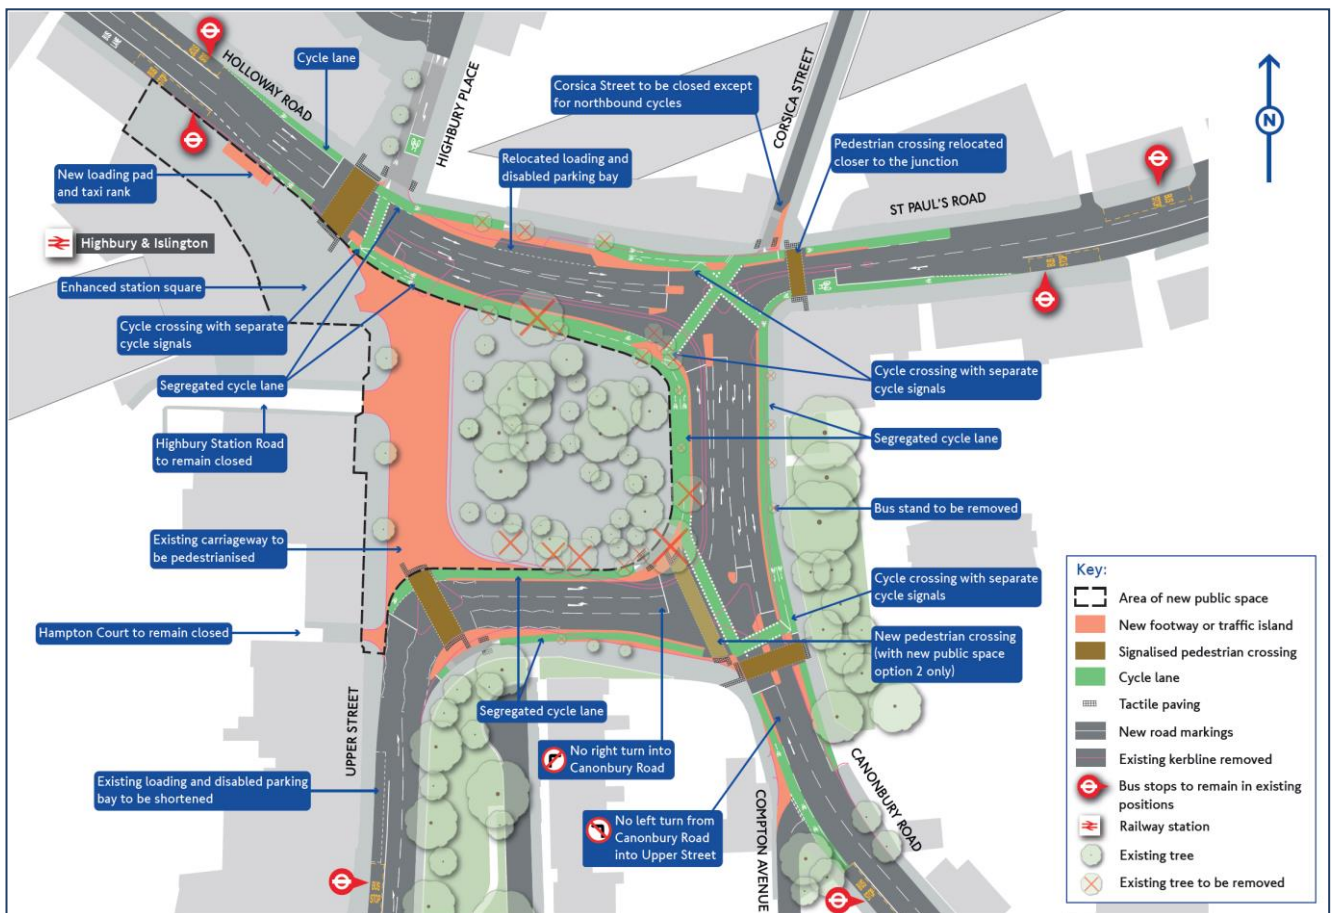 HOLLOWAY ROAD
Cycle lane
HIGHBURY PLACE
Corsica Street to be closed except
for northbound cycles
CORSICA STREET
Pedestrian crossing relocated
closer to the junction
N
New loading pad
and taxi rank
Relocated loading and
disabled parking bay
ST PAUL'S ROAD
Highbury & Islington
Enhanced station square
Cycle crossing with separate
cycle signals
Segregated cycle lane
Highbury Station Road
to remain closed
Cycle crossing with separate
cycle signals
Segregated cycle lane
Bus stand to be removed
Existing carriageway to
be pedestrianised
Cycle crossing with separate
cycle signals
Hampton Court to remain closed
New pedestrian crossing
(with new public space
option 2 only)
UPPER STREET
Segregated cycle lane
No right turn into
Canonbury Road
Existing loading and disabled parking
bay to be shortened
No left turn from
Canonbury Road
into Upper Street
COMPTON AVENUE
CANONBURY ROAD
Key:
Area of new public space
New footway or traffic island
Signalised pedestrian crossing
Cycle lane
Tactile paving
New road markings
Existing kerbline removed
Bus stops to remain in existing
positions
Railway station
Existing tree
Existing tree to be removed